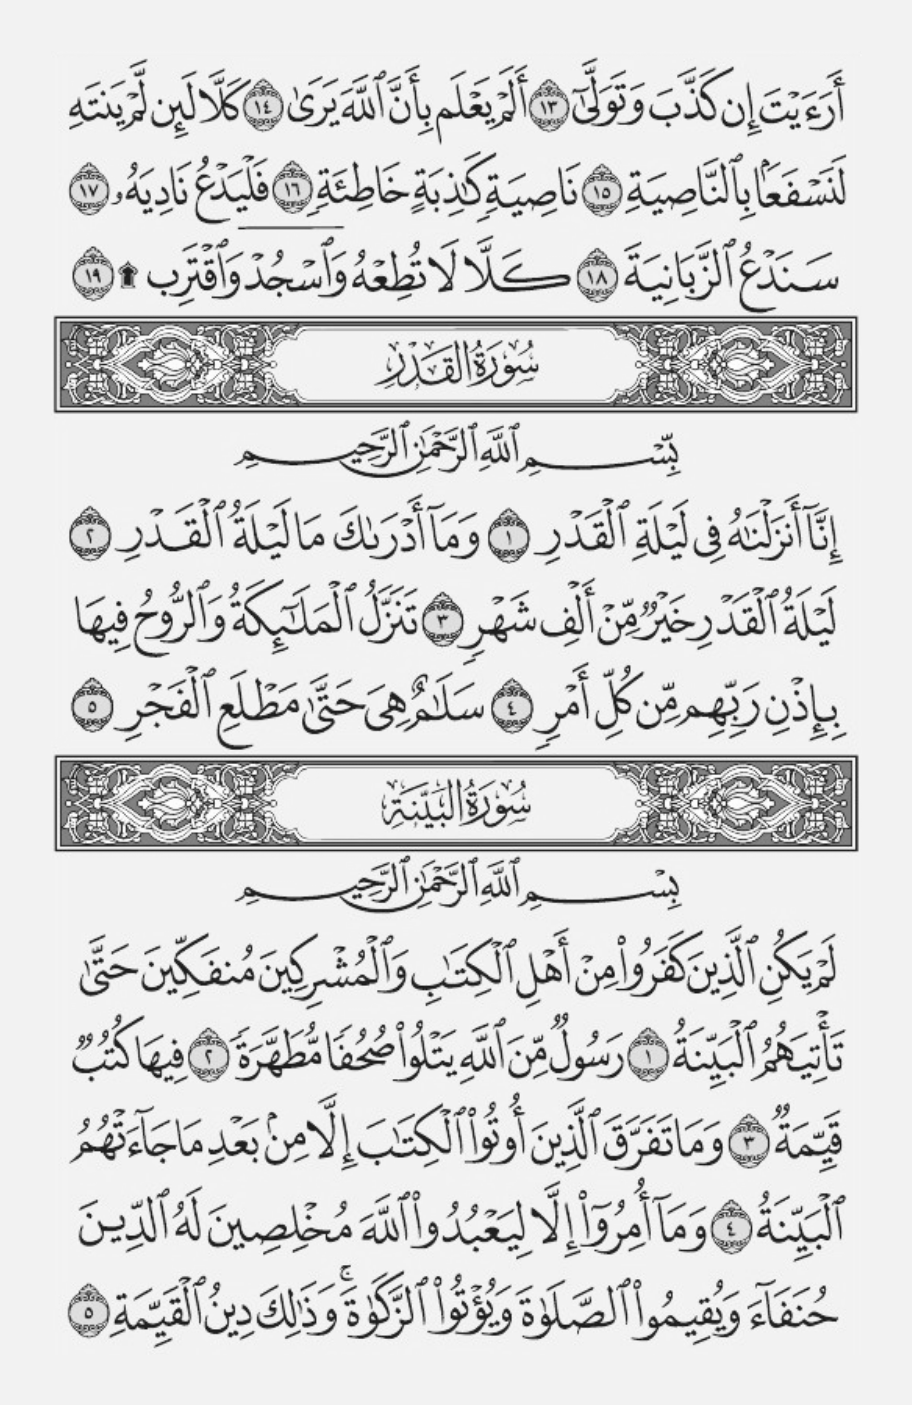 أَرَءَيْتَ إِن كَذَّبَ وَتَوَلَّىٰٓ ١٣ أَلَمْ يَعْلَم بِأَنَّ ٱللَّهَ يَرَىٰ ١٤ كَلَّا لَئِن لَّمْ يَنتَهِ
لَنَسْفَعًۢا بِٱلنَّاصِيَةِ ١٥ نَاصِيَةٍ كَٰذِبَةٍ خَاطِئَةٍ ١٦ فَلْيَدْعُ نَادِيَهُۥ ١٧
سَنَدْعُ ٱلزَّبَانِيَةَ ١٨ كَلَّا لَا تُطِعْهُ وَٱسْجُدْ وَٱقْتَرِب ۩ ١٩
سُورَةُ القَدْرِ
بِّسْمِ ٱللَّهِ ٱلرَّحْمَٰنِ ٱلرَّحِيمِ
إِنَّآ أَنزَلْنَٰهُ فِى لَيْلَةِ ٱلْقَدْرِ ١ وَمَآ أَدْرَىٰكَ مَا لَيْلَةُ ٱلْقَدْرِ ٢
لَيْلَةُ ٱلْقَدْرِ خَيْرٌ مِّنْ أَلْفِ شَهْرٍ ٣ تَنَزَّلُ ٱلْمَلَٰٓئِكَةُ وَٱلرُّوحُ فِيهَا
بِإِذْنِ رَبِّهِم مِّن كُلِّ أَمْرٍ ٤ سَلَٰمٌ هِىَ حَتَّىٰ مَطْلَعِ ٱلْفَجْرِ ٥
سُورَةُ البَيِّنَةِ
بِسْمِ ٱللَّهِ ٱلرَّحْمَٰنِ ٱلرَّحِيمِ
لَمْ يَكُنِ ٱلَّذِينَ كَفَرُوا۟ مِنْ أَهْلِ ٱلْكِتَٰبِ وَٱلْمُشْرِكِينَ مُنفَكِّينَ حَتَّىٰ
تَأْتِيَهُمُ ٱلْبَيِّنَةُ ١ رَسُولٌ مِّنَ ٱللَّهِ يَتْلُوا۟ صُحُفًا مُّطَهَّرَةً ٢ فِيهَا كُتُبٌ
قَيِّمَةٌ ٣ وَمَا تَفَرَّقَ ٱلَّذِينَ أُوتُوا۟ ٱلْكِتَٰبَ إِلَّا مِنۢ بَعْدِ مَا جَآءَتْهُمُ
ٱلْبَيِّنَةُ ٤ وَمَآ أُمِرُوٓا۟ إِلَّا لِيَعْبُدُوا۟ ٱللَّهَ مُخْلِصِينَ لَهُ ٱلدِّينَ
حُنَفَآءَ وَيُقِيمُوا۟ ٱلصَّلَوٰةَ وَيُؤْتُوا۟ ٱلزَّكَوٰةَ ۚ وَذَٰلِكَ دِينُ ٱلْقَيِّمَةِ ٥